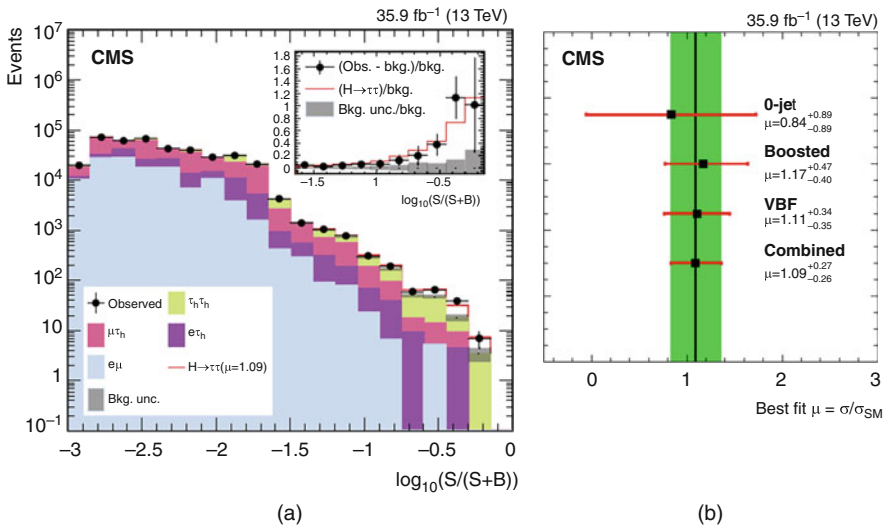 35.9 fb⁻¹ (13 TeV)
CMS
Events
10⁷
10⁶
10⁵
10⁴
10³
10²
10
1
10⁻¹
−3
−2.5
−2
−1.5
−1
−0.5
0
log₁₀(S/(S+B))
1.8
1.6
1.4
1.2
1
0.8
0.6
0.4
0.2
0
(Obs. - bkg.)/bkg.
(H→ττ)/bkg.
Bkg. unc./bkg.
−1.5
−1
−0.5
log₁₀(S/(S+B))
Observed
τₕτₕ
μτₕ
eτₕ
eμ
H→ττ(μ=1.09)
Bkg. unc.
(a)
35.9 fb⁻¹ (13 TeV)
CMS
0-jet
μ=0.84 +0.89 −0.89
Boosted
μ=1.17 +0.47 −0.40
VBF
μ=1.11 +0.34 −0.35
Combined
μ=1.09 +0.27 −0.26
0
1
2
3
Best fit μ = σ/σSM
(b)